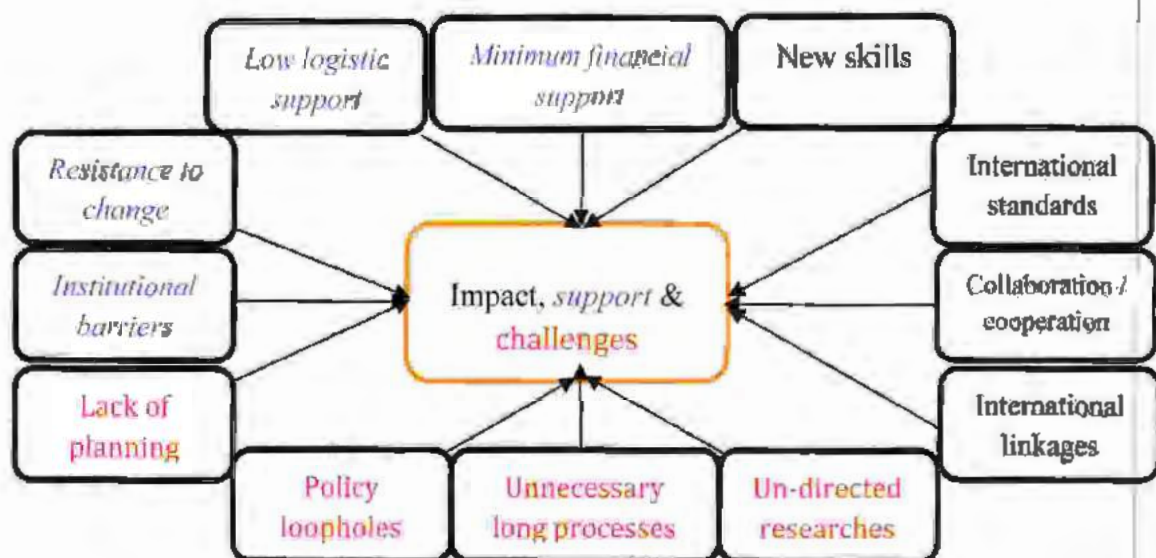 Low logistic
support
Minimum financial
support
New skills
Resistance to
change
International
standards
Institutional
barriers
Impact, support &
challenges
Collaboration /
cooperation
Lack of
planning
International
linkages
Policy
loopholes
Unnecessary
long processes
Un-directed
researches